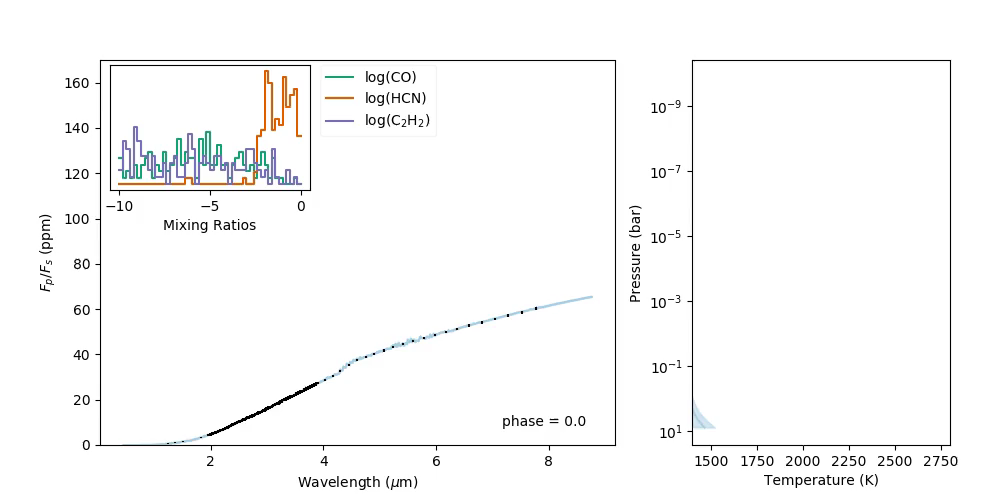 160
140
120
100
80
60
40
20
0
F_p/F_s (ppm)
2 4 6 8
Wavelength (μm)
−10 −5 0
Mixing Ratios
log(CO)
log(HCN)
log(C₂H₂)
phase = 0.0
10⁻⁹
10⁻⁷
10⁻⁵
10⁻³
10⁻¹
10¹
Pressure (bar)
1500 1750 2000 2250 2500 2750
Temperature (K)